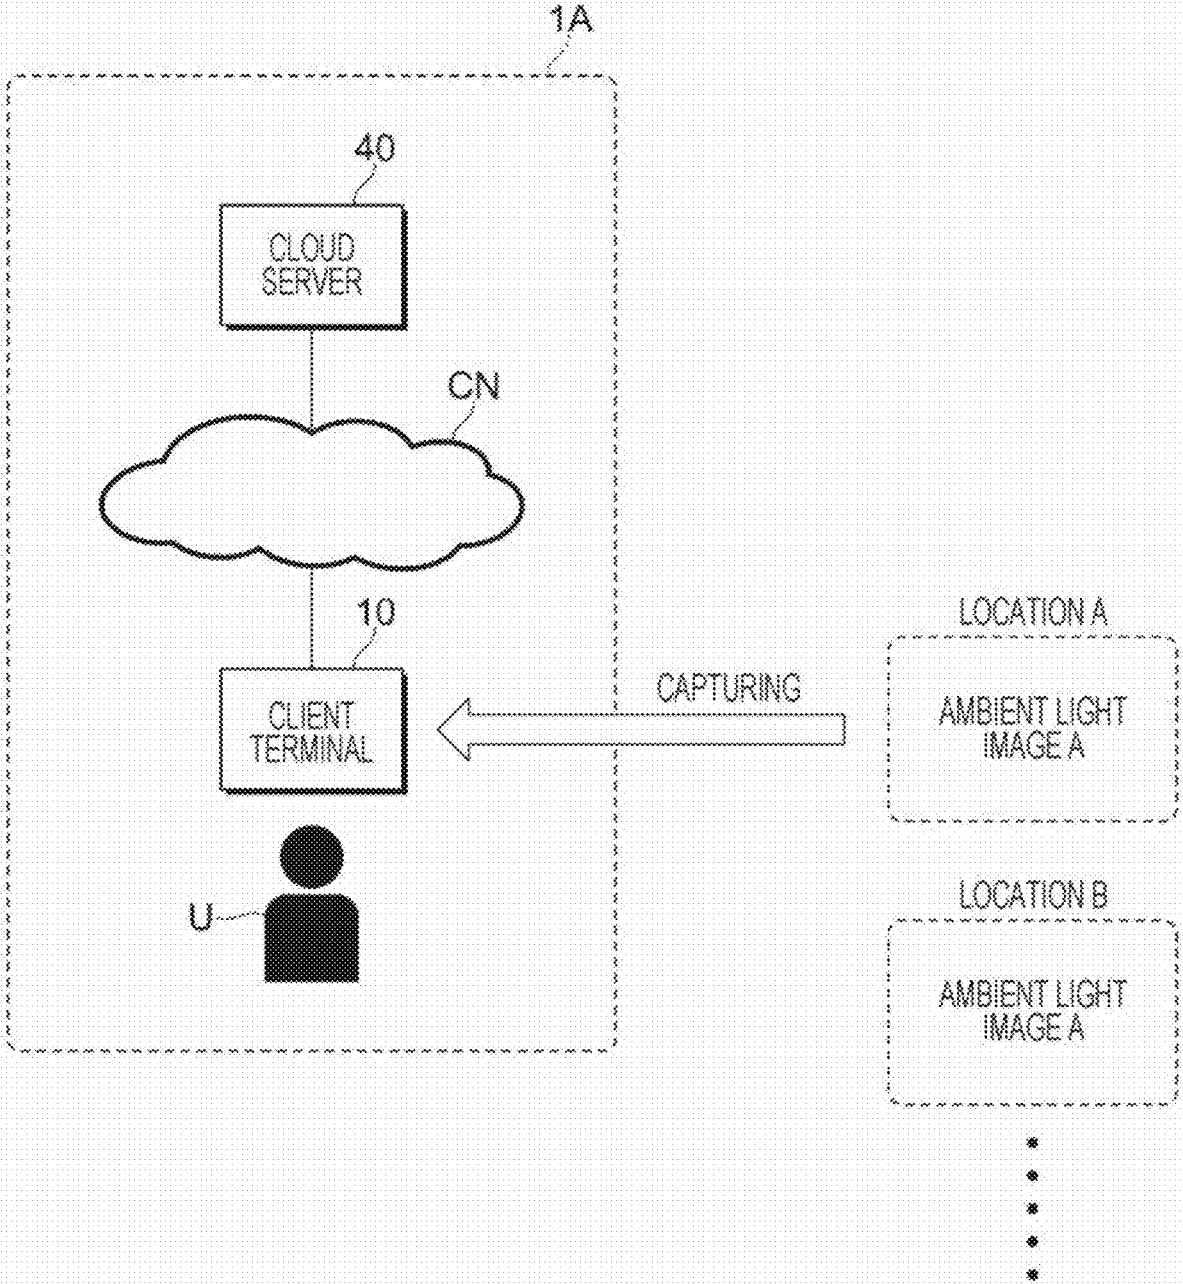 1A
40
CLOUD
SERVER
CN
10
CLIENT
TERMINAL
CAPTURING
LOCATION A
AMBIENT LIGHT
IMAGE A
U
LOCATION B
AMBIENT LIGHT
IMAGE A